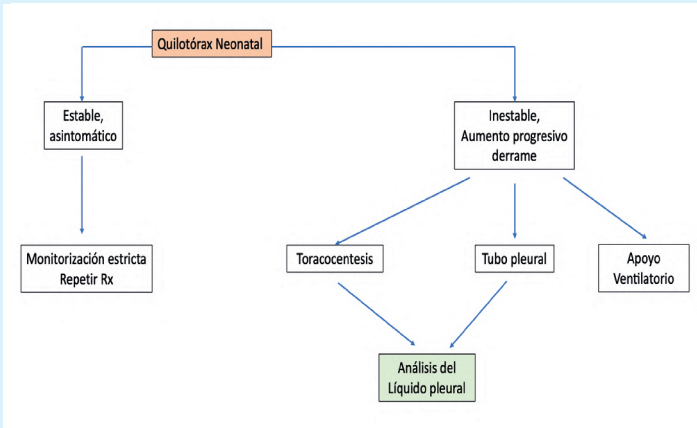 Quilotórax Neonatal
Estable,
asintomático
Inestable,
Aumento progresivo
derrame
Monitorización estricta
Repetir Rx
Toracocentesis
Tubo pleural
Apoyo
Ventilatorio
Análisis del
Líquido pleural